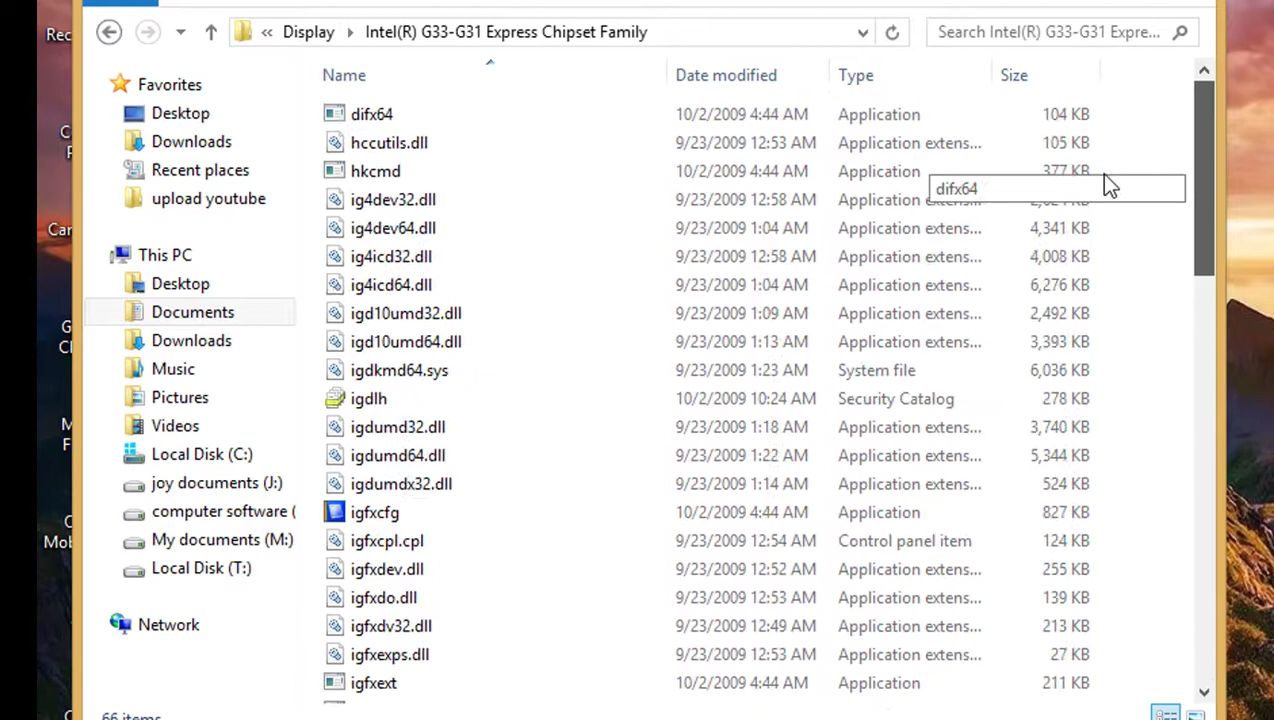 Rec
« Display Intel(R) G33-G31 Express Chipset Family Search Intel(R) G33-G31 Expre...
Name Date modified Type Size
Favorites
Desktop
Downloads
Recent places
upload youtube
This PC
Desktop
Documents
Downloads
Music
Pictures
Videos
Local Disk (C:)
joy documents (J:)
computer software (
My documents (M:)
Local Disk (T:)
Network
difx64 10/2/2009 4:44 AM Application 104 KB
hccutils.dll 9/23/2009 12:53 AM Application extens... 105 KB
hkcmd 10/2/2009 4:44 AM Application 377 KB
difx64
ig4dev32.dll 9/23/2009 12:58 AM Application extens...
ig4dev64.dll 9/23/2009 1:04 AM Application extens... 4,341 KB
ig4icd32.dll 9/23/2009 12:58 AM Application extens... 4,008 KB
ig4icd64.dll 9/23/2009 1:04 AM Application extens... 6,276 KB
igd10umd32.dll 9/23/2009 1:09 AM Application extens... 2,492 KB
igd10umd64.dll 9/23/2009 1:13 AM Application extens... 3,393 KB
igdkmd64.sys 9/23/2009 1:23 AM System file 6,036 KB
igdlh 10/2/2009 10:24 AM Security Catalog 278 KB
igdumd32.dll 9/23/2009 1:18 AM Application extens... 3,740 KB
igdumd64.dll 9/23/2009 1:22 AM Application extens... 5,344 KB
igdumdx32.dll 9/23/2009 1:14 AM Application extens... 524 KB
igfxcfg 10/2/2009 4:44 AM Application 827 KB
igfxcpl.cpl 9/23/2009 12:54 AM Control panel item 124 KB
igfxdev.dll 9/23/2009 12:52 AM Application extens... 255 KB
igfxdo.dll 9/23/2009 12:53 AM Application extens... 139 KB
igfxdv32.dll 9/23/2009 12:49 AM Application extens... 213 KB
igfxexps.dll 9/23/2009 12:53 AM Application extens... 27 KB
igfxext 10/2/2009 4:44 AM Application 211 KB
66 items